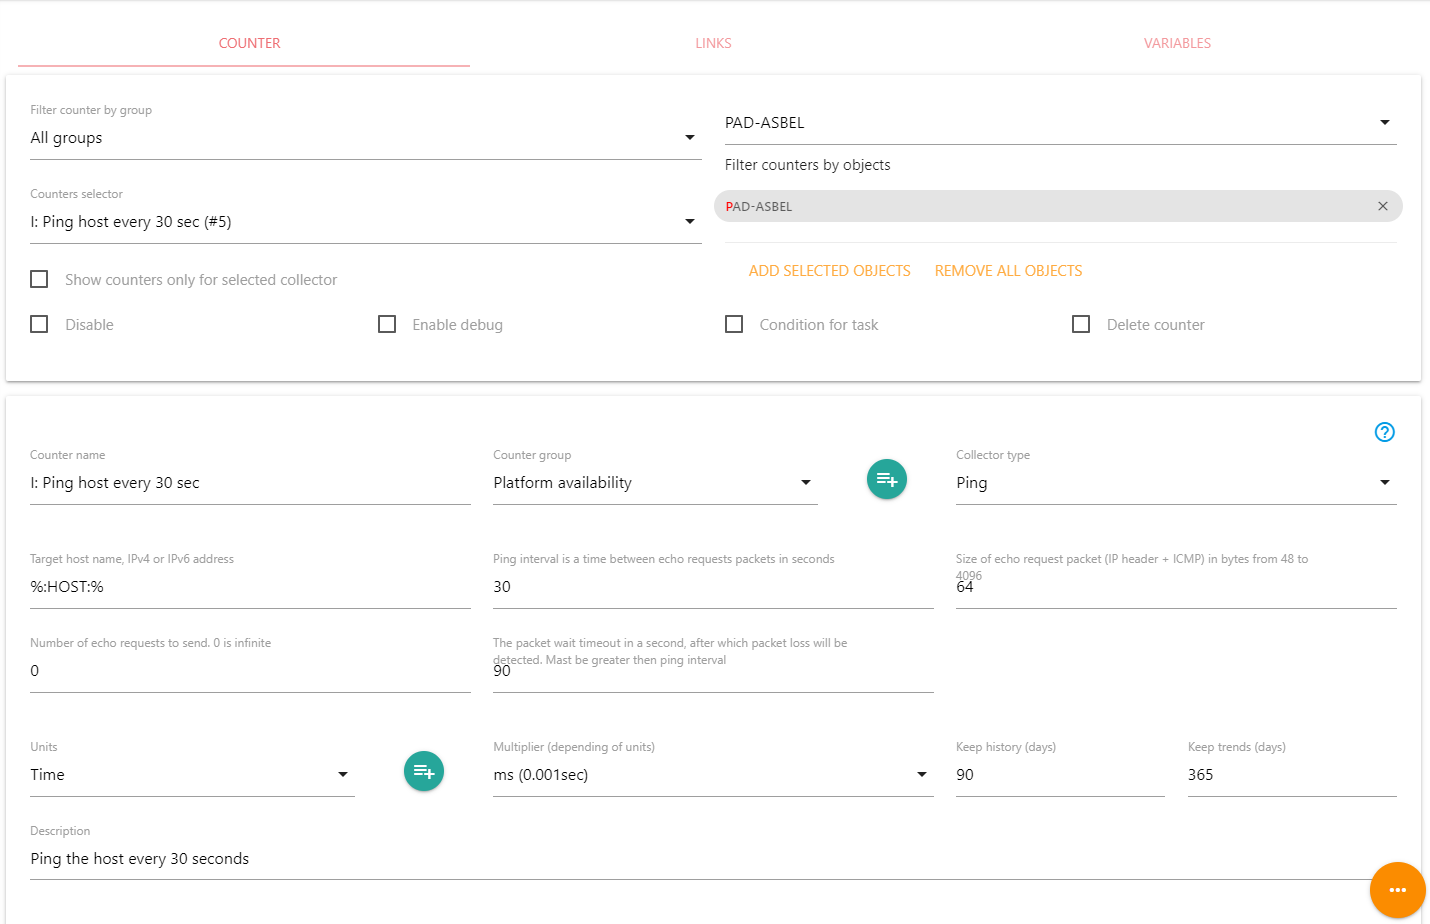 COUNTER
LINKS
VARIABLES
Filter counter by group
All groups
PAD-ASBEL
Filter counters by objects
Counters selector
I: Ping host every 30 sec (#5)
PAD-ASBEL
Show counters only for selected collector
ADD SELECTED OBJECTS
REMOVE ALL OBJECTS
Disable
Enable debug
Condition for task
Delete counter
Counter name
I: Ping host every 30 sec
Counter group
Platform availability
Collector type
Ping
Target host name, IPv4 or IPv6 address
%:HOST:%
Ping interval is a time between echo requests packets in seconds
30
Size of echo request packet (IP header + ICMP) in bytes from 48 to
4096
64
Number of echo requests to send. 0 is infinite
0
The packet wait timeout in a second, after which packet loss will be
detected. Mast be greater then ping interval
90
Units
Time
Multiplier (depending of units)
ms (0.001sec)
Keep history (days)
90
Keep trends (days)
365
Description
Ping the host every 30 seconds